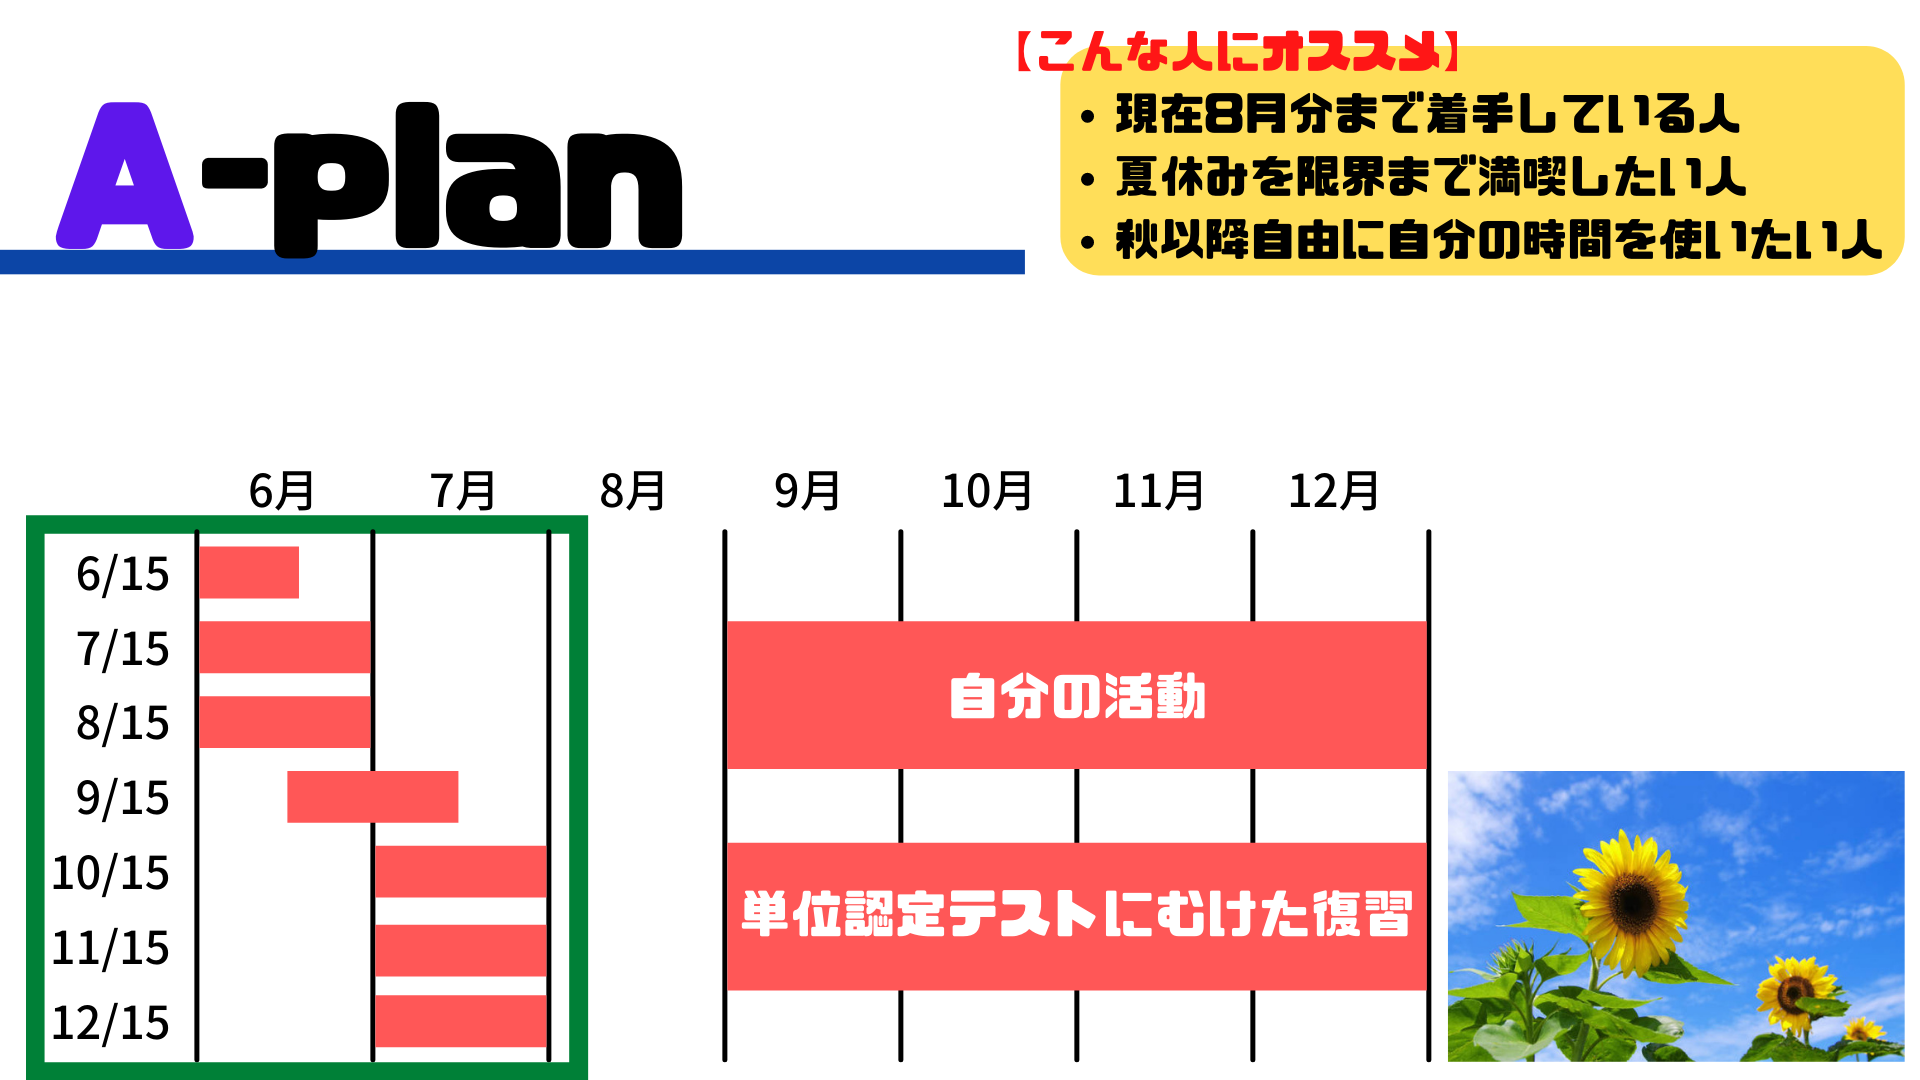 【こんな人にオススメ】
・現在8月分まで着手している人
・夏休みを限界まで満喫したい人
・秋以降自由に自分の時間を使いたい人
A-plan
6月 7月 8月 9月 10月 11月 12月
6/15
7/15
自分の活動
8/15
9/15
10/15
単位認定テストにむけた復習
11/15
12/15